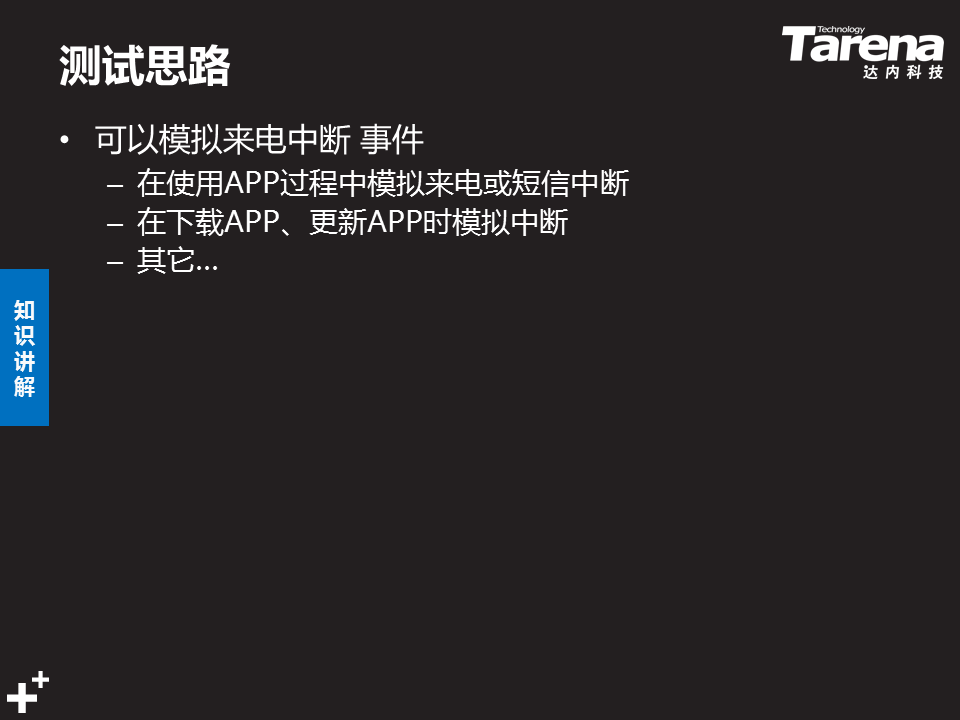 测试思路
Technology
Tarena
达内科技
• 可以模拟来电中断 事件
– 在使用APP过程中模拟来电或短信中断
– 在下载APP、更新APP时模拟中断
– 其它…
知
识
讲
解